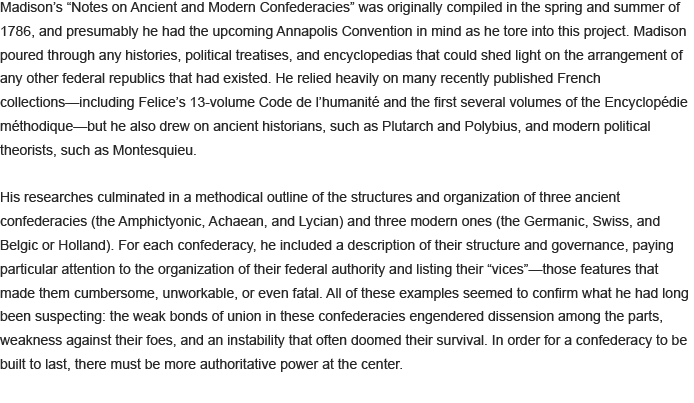 Madison’s “Notes on Ancient and Modern Confederacies” was originally compiled in the spring and summer of
1786, and presumably he had the upcoming Annapolis Convention in mind as he tore into this project. Madison
poured through any histories, political treatises, and encyclopedias that could shed light on the arrangement of
any other federal republics that had existed. He relied heavily on many recently published French
collections—including Felice’s 13-volume Code de l’humanité and the first several volumes of the Encyclopédie
méthodique—but he also drew on ancient historians, such as Plutarch and Polybius, and modern political
theorists, such as Montesquieu.
His researches culminated in a methodical outline of the structures and organization of three ancient
confederacies (the Amphictyonic, Achaean, and Lycian) and three modern ones (the Germanic, Swiss, and
Belgic or Holland). For each confederacy, he included a description of their structure and governance, paying
particular attention to the organization of their federal authority and listing their “vices”—those features that
made them cumbersome, unworkable, or even fatal. All of these examples seemed to confirm what he had long
been suspecting: the weak bonds of union in these confederacies engendered dissension among the parts,
weakness against their foes, and an instability that often doomed their survival. In order for a confederacy to be
built to last, there must be more authoritative power at the center.